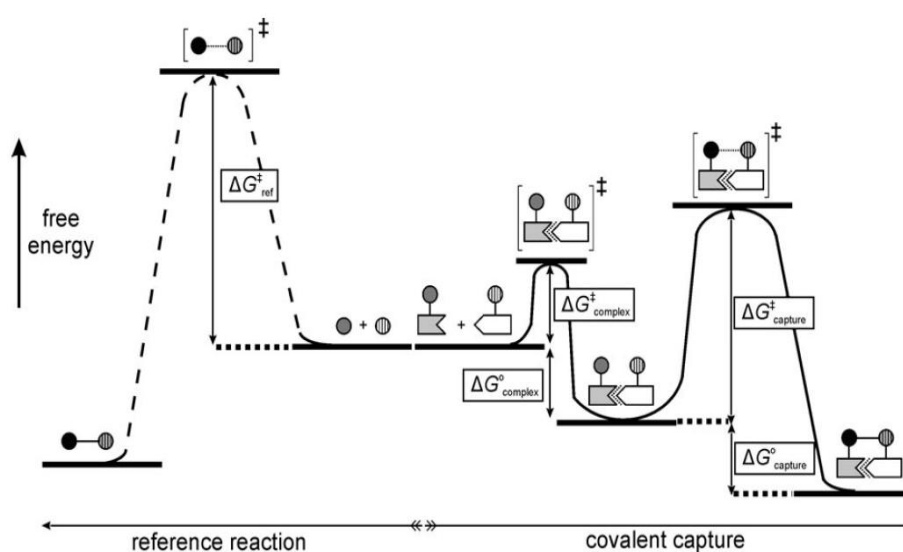 ‡
‡
ΔG‡ref
‡
free
energy
+
+
ΔG‡complex
ΔG‡capture
ΔG°complex
ΔG°capture
reference reaction
covalent capture